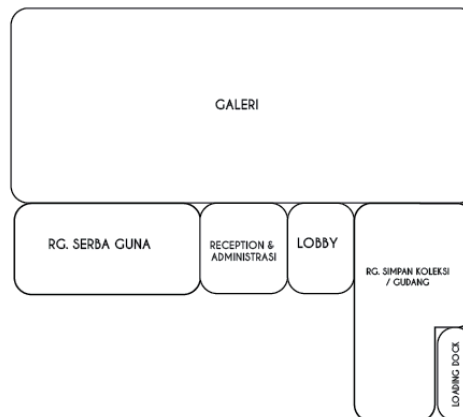 GALERI
RG. SERBA GUNA
RECEPTION &
ADMINISTRASI
LOBBY
RG. SIMPAN KOLEKSI
/ GUDANG
LOADING DOCK